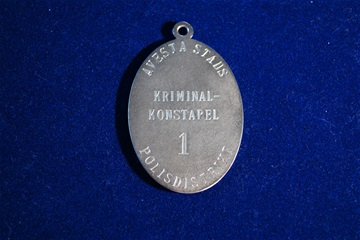 AVESTA STADS
KRIMINAL-
KONSTAPEL
1
POLISDISTRIKT